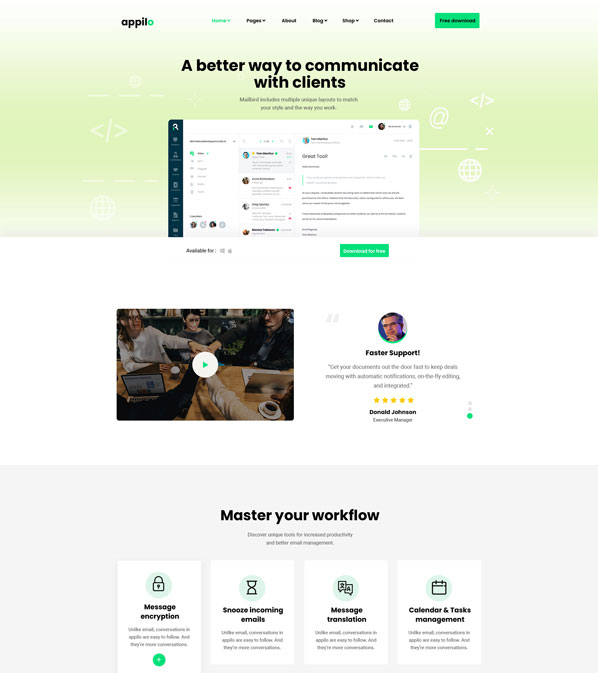 appilo
Home
Pages
About
Blog
Shop
Contact
Free download
A better way to communicate
with clients
Mailbird includes multiple unique layouts to match
your style and the way you work.
Great Tool!
Available for :
Download for free
Faster Support!
"Get your documents out the door fast to keep deals
moving with automatic notifications, on-the-fly editing,
and integrated."
Donald Johnson
Executive Manager
Master your workflow
Discover unique tools for increased productivity
and better email management.
Message
encryption
Unlike email, conversations in
appilo are easy to follow. And
they're more conversations.
Snooze incoming
emails
Unlike email, conversations in
appilo are easy to follow. And
they're more conversations.
Message
translation
Unlike email, conversations in
appilo are easy to follow. And
they're more conversations.
Calendar & Tasks
management
Unlike email, conversations in
appilo are easy to follow. And
they're more conversations.